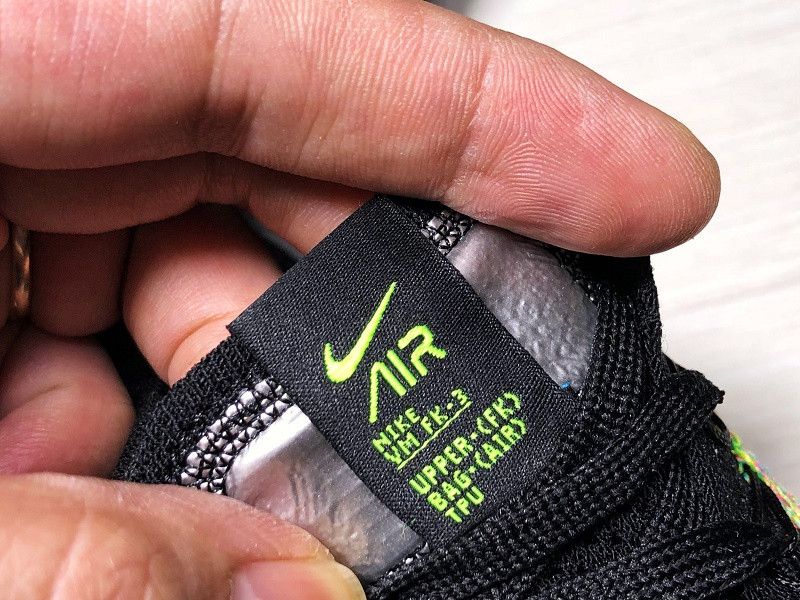 AIR
NIKE
VM FK.3
UPPER.(FK)
BAG.(AIR)
TPU